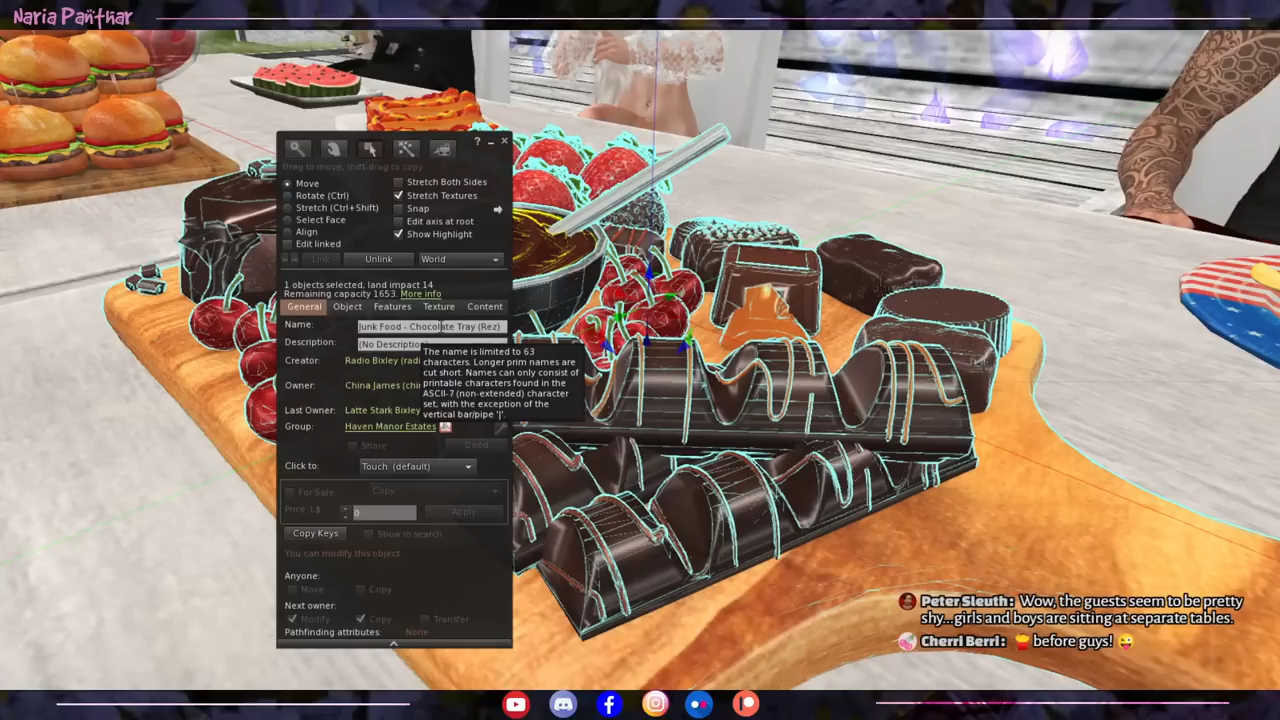 Naria Panthar
Drag to move, shift-drag to copy
Move
Rotate (Ctrl)
Stretch (Ctrl+Shift)
Select Face
Align
Edit linked
Stretch Both Sides
Stretch Textures
Snap
Edit axis at root
Show Highlight
Link
Unlink
World
1 objects selected, land impact 14
Remaining capacity 1653. More info
General Object Features Texture Content
Name: Junk Food - Chocolate Tray (Rez)
Description: (No Descriptio
The name is limited to 63
characters. Longer prim names are
cut short. Names can only consist of
printable characters found in the
ASCII-7 (non-extended) character
set, with the exception of the
vertical bar/pipe '|'.
Creator: Radio Bixley (radi
Owner: China James (chin
Last Owner: Latte Stark Bixley
Group: Haven Manor Estates
Share Deed
Click to: Touch (default)
For Sale: Copy
Price: L$ 0 Apply
Copy Keys Show in search
You can modify this object
Anyone:
Move Copy
Next owner:
Modify Copy Transfer
Pathfinding attributes: None
Peter Sleuth: Wow, the guests seem to be pretty
shy...girls and boys are sitting at separate tables.
Cherri Berri: 🍟 before guys! 😜